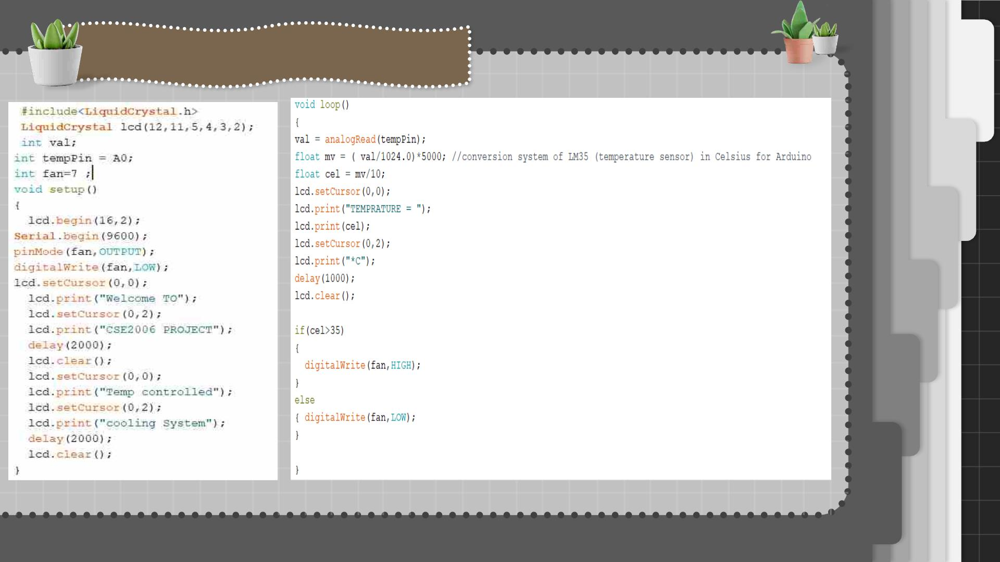 #include<LiquidCrystal.h>
LiquidCrystal lcd(12,11,5,4,3,2);
int val;
int tempPin = A0;
int fan=7 ;
void setup()
{
lcd.begin(16,2);
Serial.begin(9600);
pinMode(fan,OUTPUT);
digitalWrite(fan,LOW);
lcd.setCursor(0,0);
lcd.print("Welcome TO");
lcd.setCursor(0,2);
lcd.print("CSE2006 PROJECT");
delay(2000);
lcd.clear();
lcd.setCursor(0,0);
lcd.print("Temp controlled");
lcd.setCursor(0,2);
lcd.print("cooling System");
delay(2000);
lcd.clear();
}
void loop()
{
val = analogRead(tempPin);
float mv = ( val/1024.0)*5000; //conversion system of LM35 (temperature sensor) in Celsius for Arduino
float cel = mv/10;
lcd.setCursor(0,0);
lcd.print("TEMPRATURE = ");
lcd.print(cel);
lcd.setCursor(0,2);
lcd.print("*C");
delay(1000);
lcd.clear();
if(cel>35)
{
digitalWrite(fan,HIGH);
}
else
{ digitalWrite(fan,LOW);
}
}